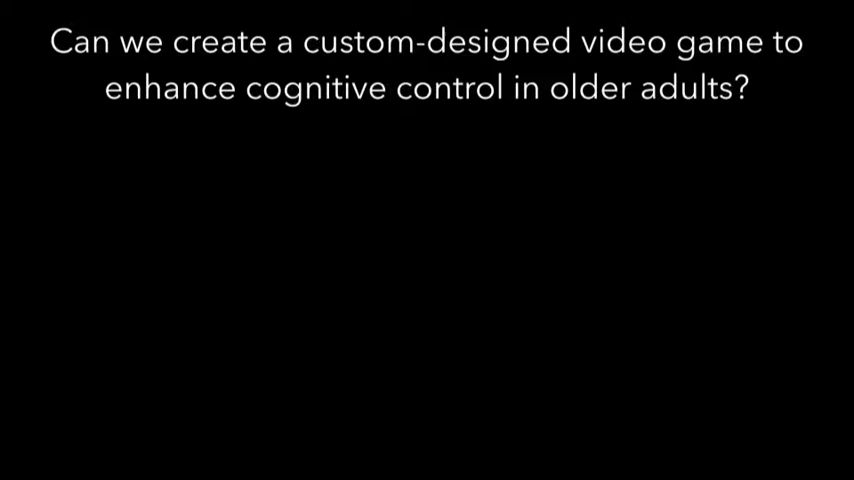 Can we create a custom-designed video game to
enhance cognitive control in older adults?